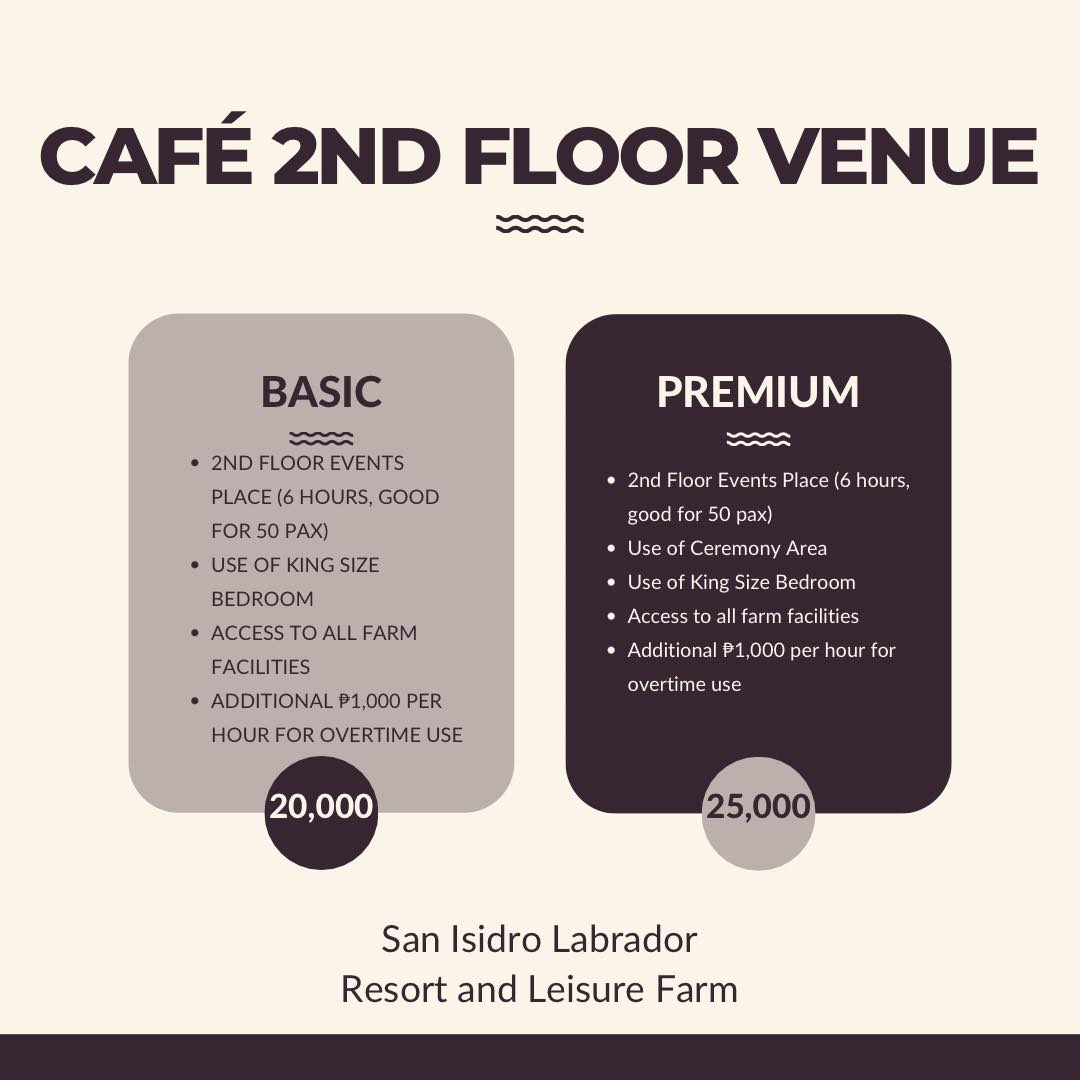 CAFÉ 2ND FLOOR VENUE
BASIC
• 2ND FLOOR EVENTS
PLACE (6 HOURS, GOOD
FOR 50 PAX)
• USE OF KING SIZE
BEDROOM
• ACCESS TO ALL FARM
FACILITIES
• ADDITIONAL ₱1,000 PER
HOUR FOR OVERTIME USE
20,000
PREMIUM
• 2nd Floor Events Place (6 hours,
good for 50 pax)
• Use of Ceremony Area
• Use of King Size Bedroom
• Access to all farm facilities
• Additional ₱1,000 per hour for
overtime use
25,000
San Isidro Labrador
Resort and Leisure Farm